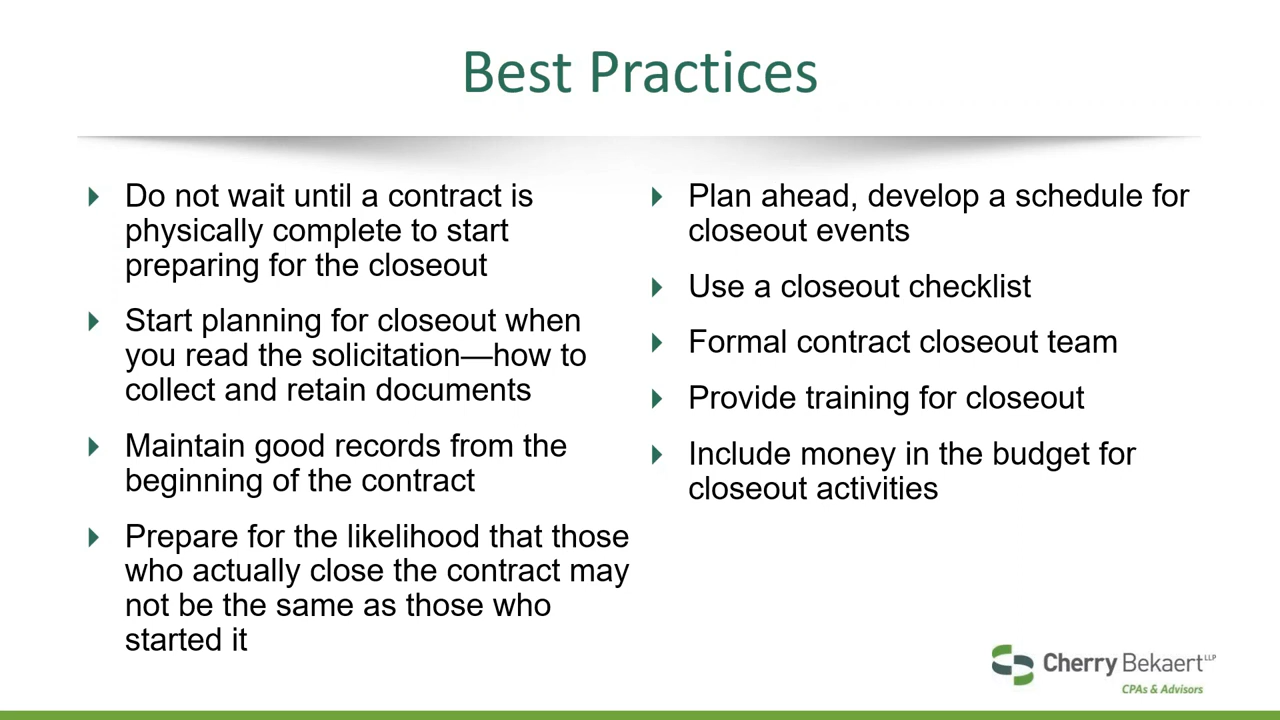 Best Practices
Do not wait until a contract is
physically complete to start
preparing for the closeout
Start planning for closeout when
you read the solicitation—how to
collect and retain documents
Maintain good records from the
beginning of the contract
Prepare for the likelihood that those
who actually close the contract may
not be the same as those who
started it
Plan ahead, develop a schedule for
closeout events
Use a closeout checklist
Formal contract closeout team
Provide training for closeout
Include money in the budget for
closeout activities
Cherry Bekaert LLP
CPAs & Advisors